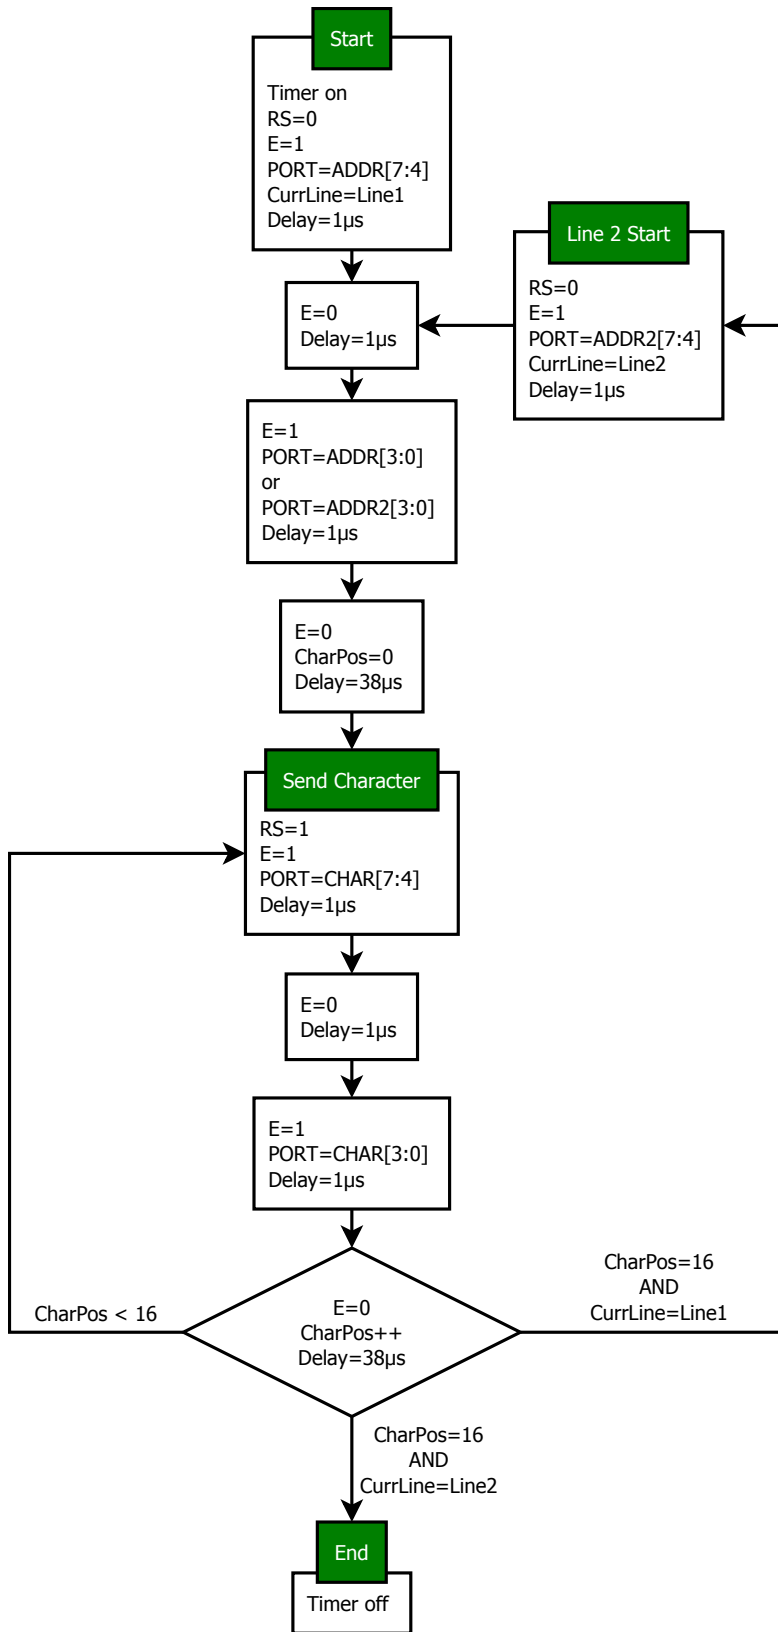 Start
Timer on
RS=0
E=1
PORT=ADDR[7:4]
CurrLine=Line1
Delay=1µs
Line 2 Start
RS=0
E=1
PORT=ADDR2[7:4]
CurrLine=Line2
Delay=1µs
E=0
Delay=1µs
E=1
PORT=ADDR[3:0]
or
PORT=ADDR2[3:0]
Delay=1µs
E=0
CharPos=0
Delay=38µs
Send Character
RS=1
E=1
PORT=CHAR[7:4]
Delay=1µs
E=0
Delay=1µs
E=1
PORT=CHAR[3:0]
Delay=1µs
CharPos < 16
E=0
CharPos++
Delay=38µs
CharPos=16
AND
CurrLine=Line1
CharPos=16
AND
CurrLine=Line2
End
Timer off